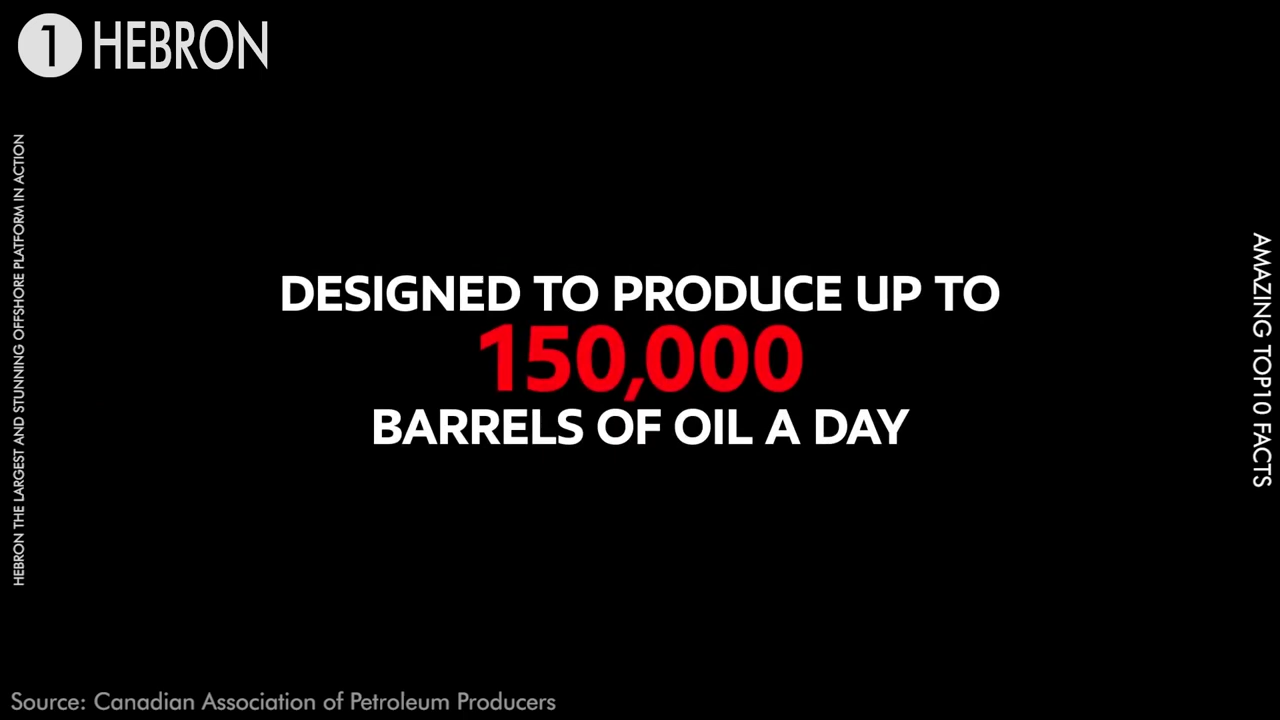 1 HEBRON
HEBRON THE LARGEST AND STUNNING OFFSHORE PLATFORM IN ACTION
DESIGNED TO PRODUCE UP TO
150,000
BARRELS OF OIL A DAY
AMAZING TOP10 FACTS
Source: Canadian Association of Petroleum Producers